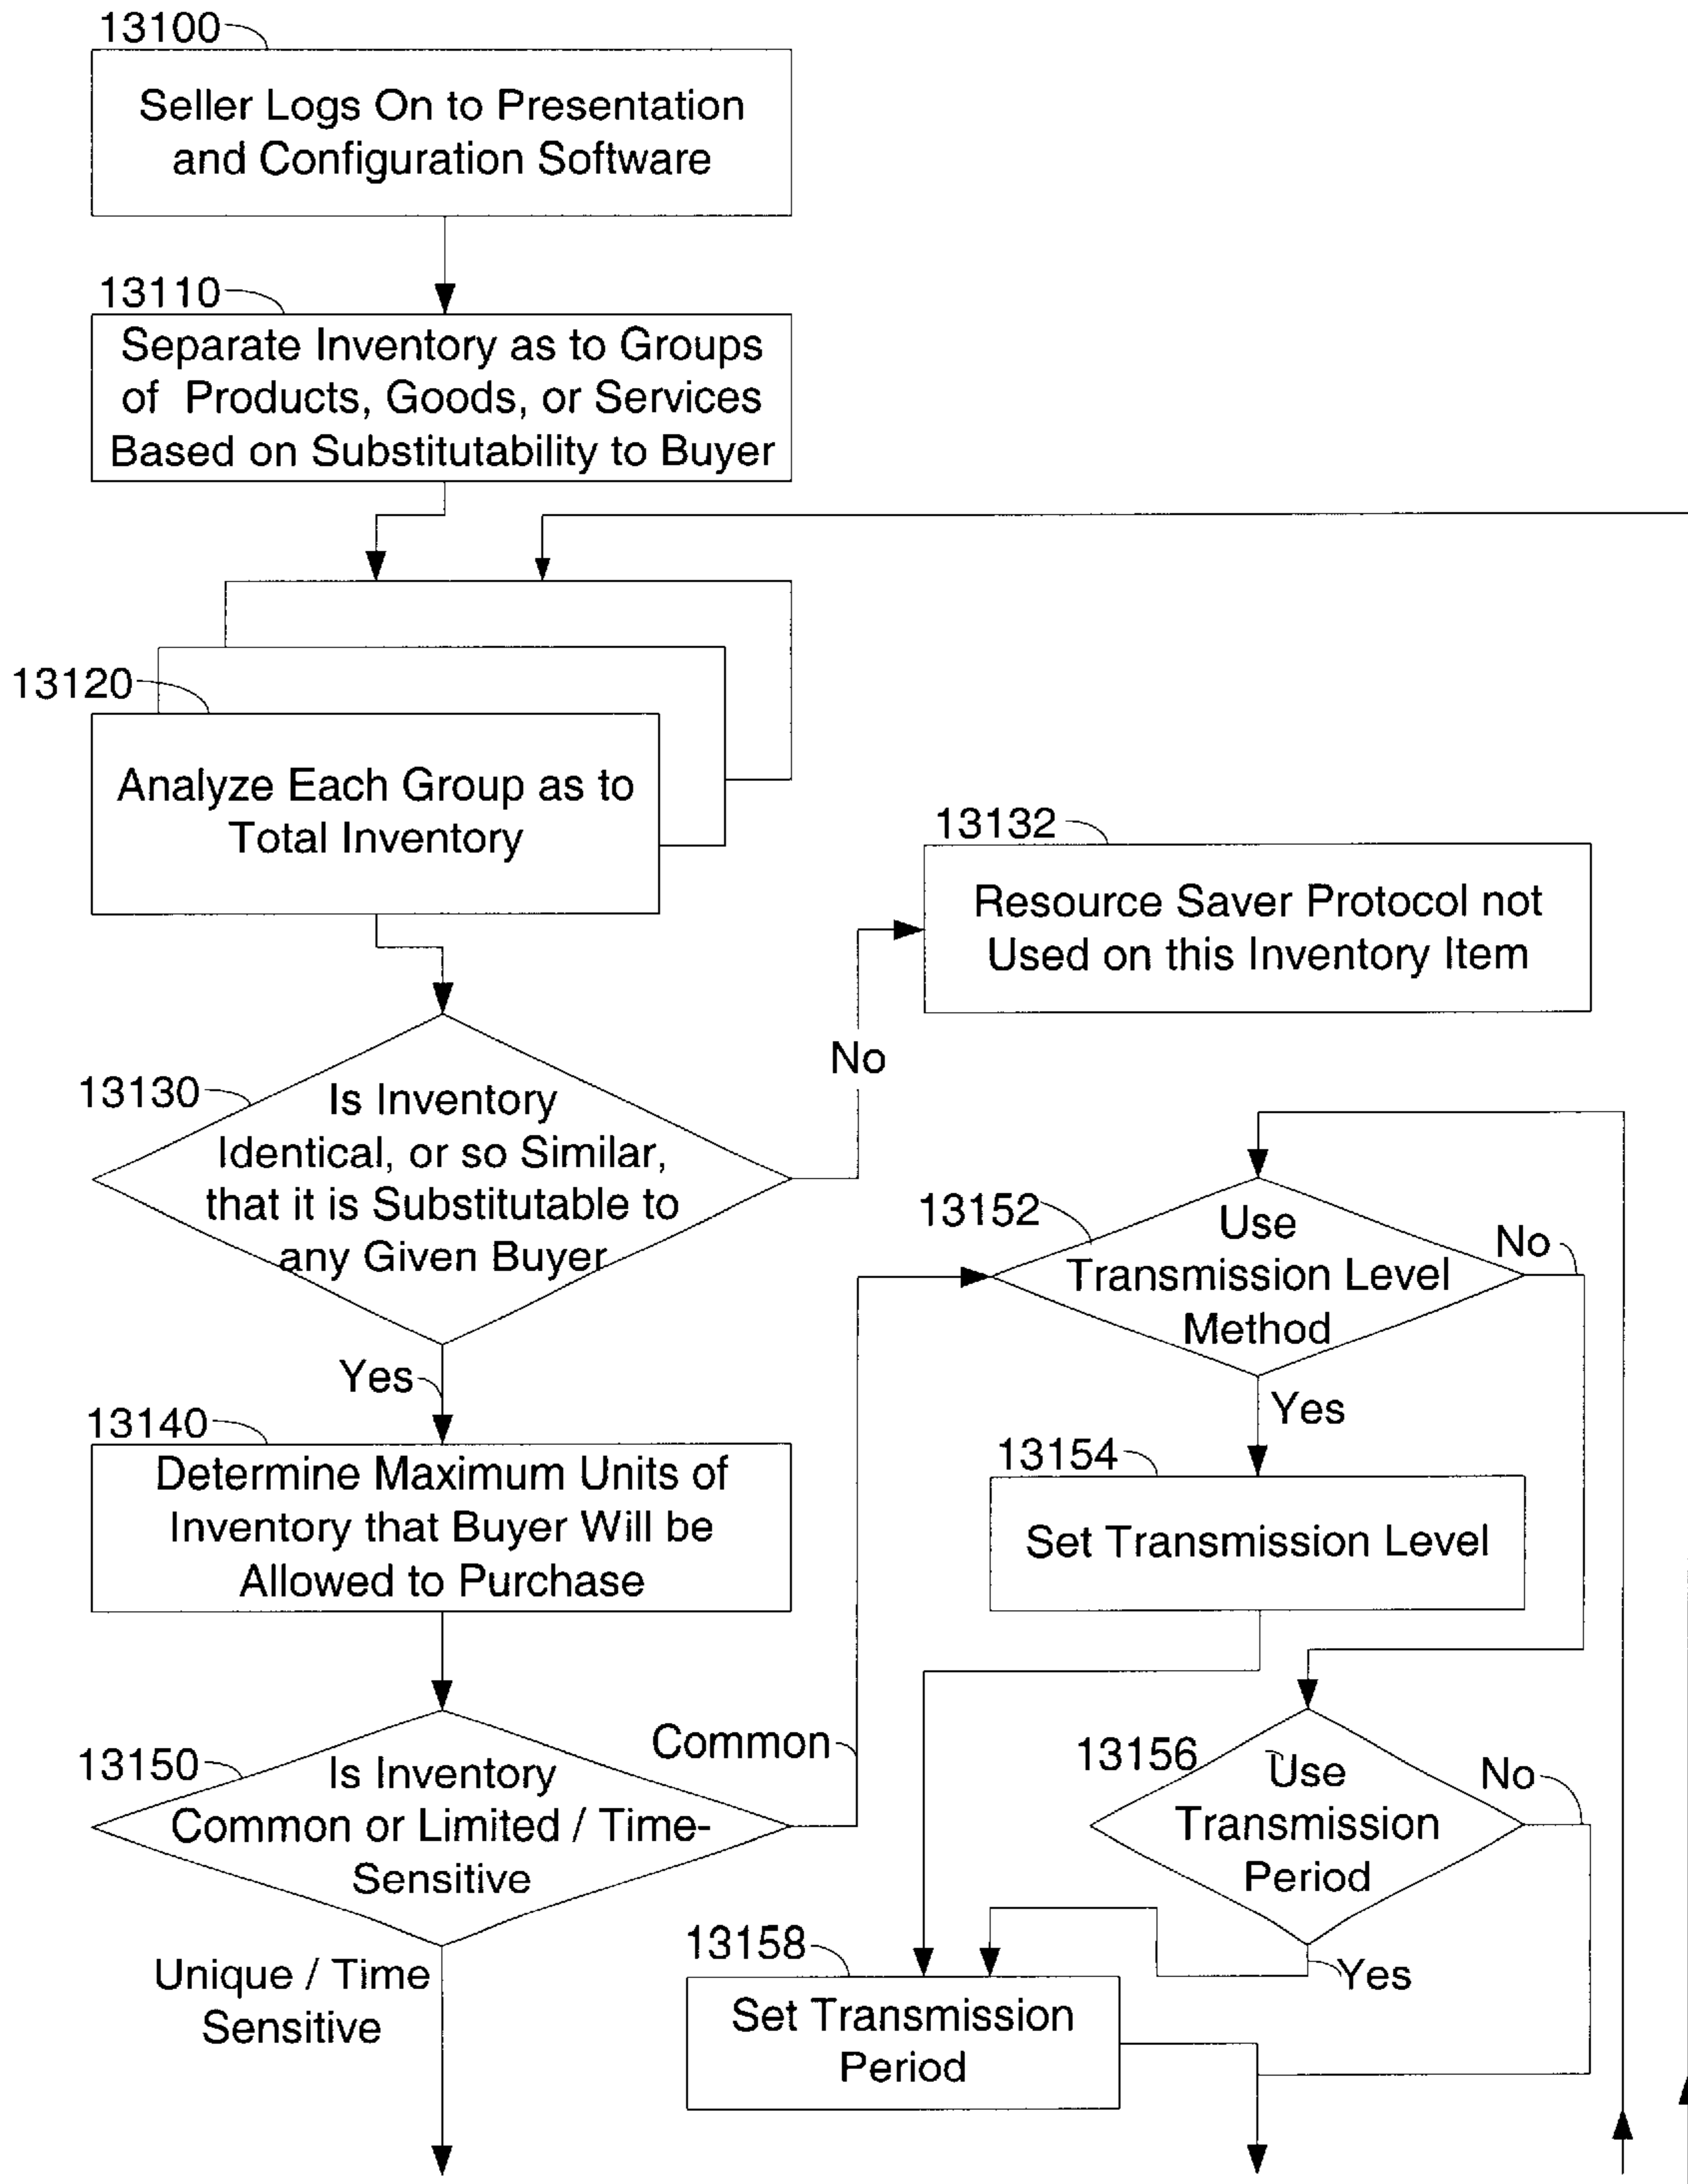 13100
Seller Logs On to Presentation
and Configuration Software
13110
Separate Inventory as to Groups
of Products, Goods, or Services
Based on Substitutability to Buyer
13120
Analyze Each Group as to
Total Inventory
13132
Resource Saver Protocol not
Used on this Inventory Item
No
13130
Is Inventory
Identical, or so Similar,
that it is Substitutable to
any Given Buyer
Yes
13140
Determine Maximum Units of
Inventory that Buyer Will be
Allowed to Purchase
13150
Is Inventory
Common or Limited / Time-
Sensitive
Common
Unique / Time
Sensitive
13152
Use
Transmission Level
Method
No
Yes
13154
Set Transmission Level
13156
Use
Transmission
Period
No
Yes
13158
Set Transmission
Period